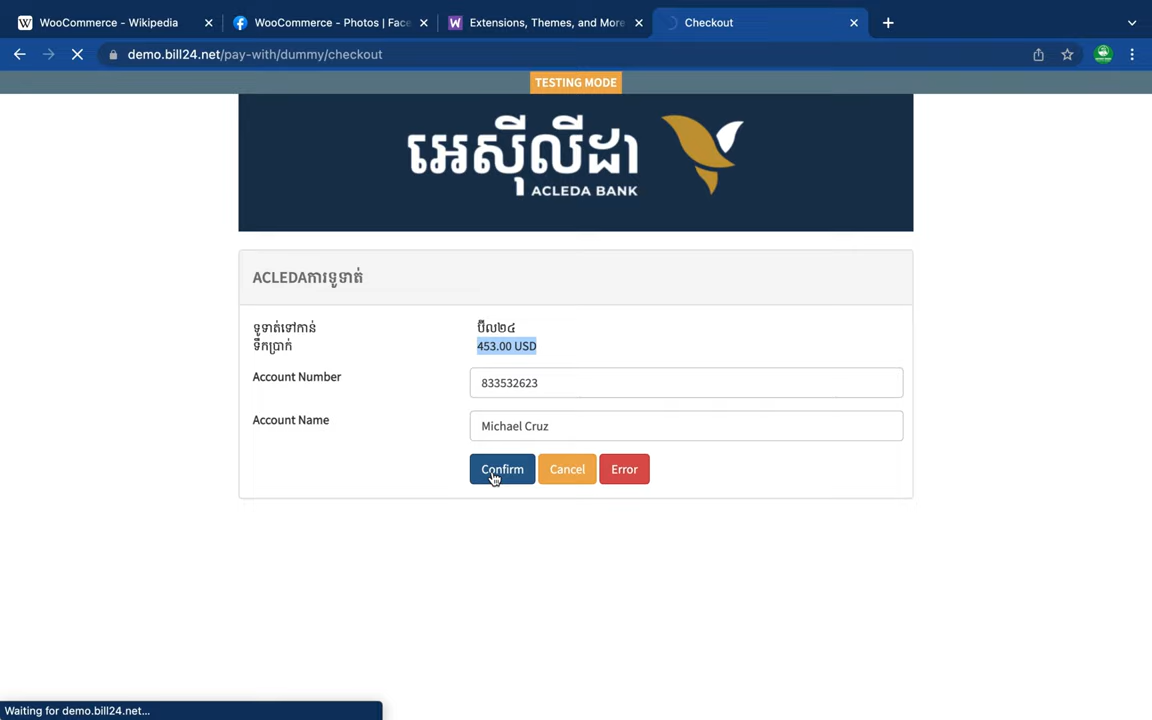 WooCommerce - Wikipedia
WooCommerce - Photos | Fac
Extensions, Themes, and More
Checkout
demo.bill24.net/pay-with/dummy/checkout
TESTING MODE
អេស៊ីលីដា
ACLEDA BANK
ACLEDAការទូទាត់
ទូទាត់ទៅកាន់ ប៊ីល២៤
ទឹកប្រាក់ 453.00 USD
Account Number 833532623
Account Name Michael Cruz
Confirm Cancel Error
Waiting for demo.bill24.net...